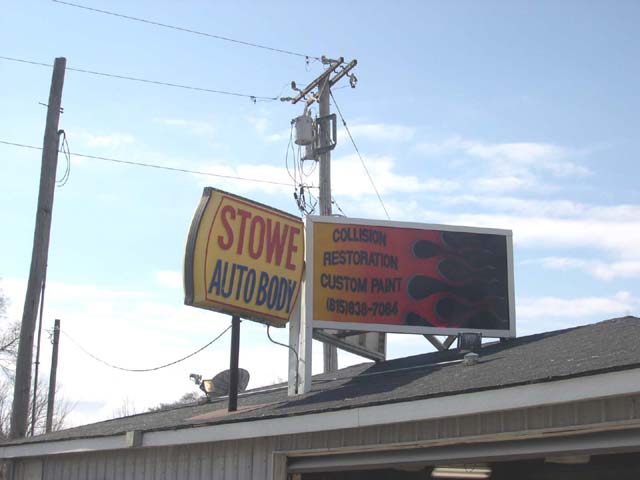 STOWE
AUTO BODY
COLLISION
RESTORATION
CUSTOM PAINT
(815)838-7064